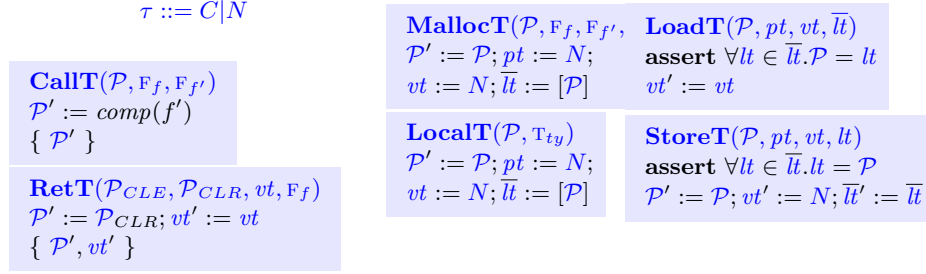 τ ::= C|N
CallT(𝒫, F_f, F_f′)
𝒫′ := comp(f′)
{ 𝒫′ }
RetT(𝒫_CLE, 𝒫_CLR, vt, F_f)
𝒫′ := 𝒫_CLR; vt′ := vt
{ 𝒫′, vt′ }
MallocT(𝒫, F_f, F_f′,
𝒫′ := 𝒫; pt := N;
vt := N; l̅t̅ := [𝒫]
LocalT(𝒫, T_ty)
𝒫′ := 𝒫; pt := N;
vt := N; l̅t̅ := [𝒫]
LoadT(𝒫, pt, vt, l̅t̅)
assert ∀lt ∈ l̅t̅.𝒫 = lt
vt′ := vt
StoreT(𝒫, pt, vt, lt)
assert ∀lt ∈ l̅t̅.lt = 𝒫
𝒫′ := 𝒫; vt′ := N; l̅t̅′ := l̅t̅